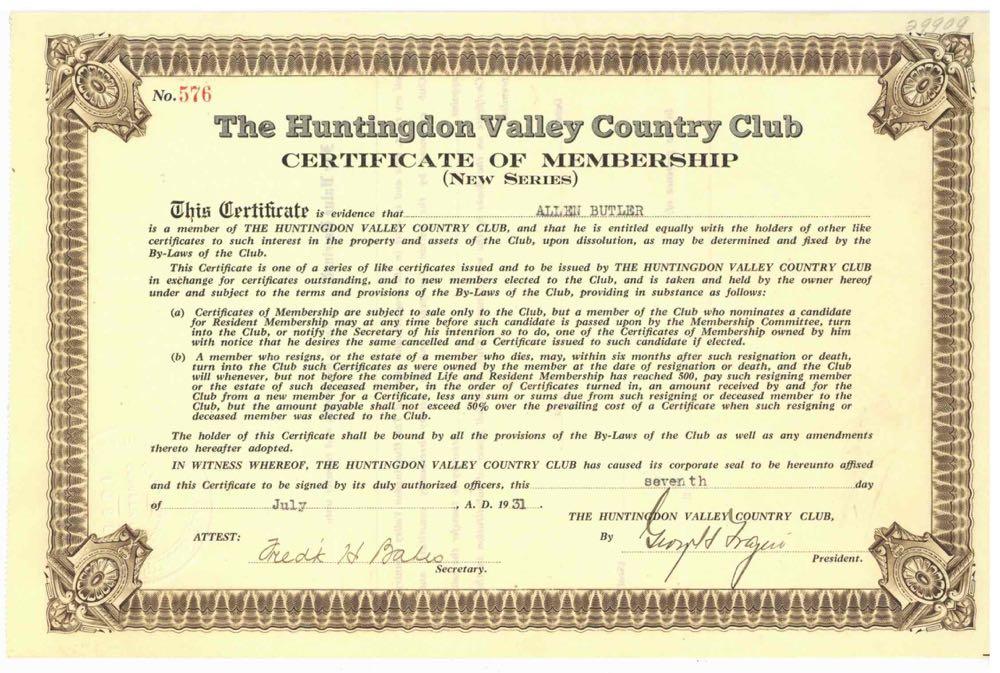 29909
No. 576
The Huntingdon Valley Country Club
CERTIFICATE OF MEMBERSHIP
(NEW SERIES)
This Certificate is evidence that ALLEN BUTLER
is a member of THE HUNTINGDON VALLEY COUNTRY CLUB, and that he is entitled equally with the holders of other like
certificates to such interest in the property and assets of the Club, upon dissolution, as may be determined and fixed by the
By-Laws of the Club.
This Certificate is one of a series of like certificates issued and to be issued by THE HUNTINGDON VALLEY COUNTRY CLUB
in exchange for certificates outstanding, and to new members elected to the Club, and is taken and held by the owner hereof
under and subject to the terms and provisions of the By-Laws of the Club, providing in substance as follows:
(a) Certificates of Membership are subject to sale only to the Club, but a member of the Club who nominates a candidate
for Resident Membership may at any time before such candidate is passed upon by the Membership Committee, turn
into the Club, or notify the Secretary of his intention so to do, one of the Certificates of Membership owned by him
with notice that he desires the same cancelled and a Certificate issued to such candidate if elected.
(b) A member who resigns, or the estate of a member who dies, may, within six months after such resignation or death,
turn into the Club such Certificates as were owned by the member at the date of resignation or death, and the Club
will whenever, but not before the combined Life and Resident Membership has reached 500, pay such resigning member
or the estate of such deceased member, in the order of Certificates turned in, an amount received by and for the
Club from a new member for a Certificate, less any sum or sums due from such resigning or deceased member to the
Club, but the amount payable shall not exceed 50% over the prevailing cost of a Certificate when such resigning or
deceased member was elected to the Club.
The holder of this Certificate shall be bound by all the provisions of the By-Laws of the Club as well as any amendments
thereto hereafter adopted.
IN WITNESS WHEREOF, THE HUNTINGDON VALLEY COUNTRY CLUB has caused its corporate seal to be hereunto affixed
and this Certificate to be signed by its duly authorized officers, this seventh day
of July, A. D. 1931.
THE HUNTINGDON VALLEY COUNTRY CLUB,
ATTEST: By
Fredk H Bales
Secretary. President.